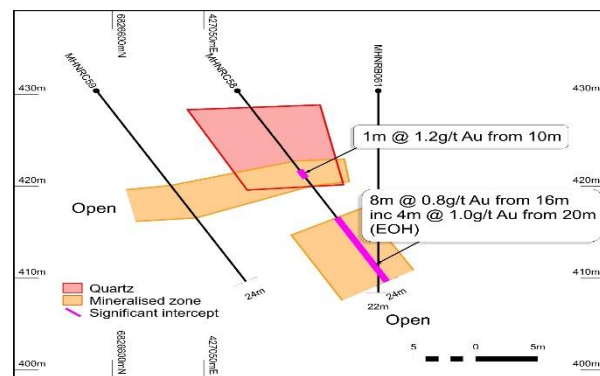 6826600mN
427050mE
MHNRC59
MHNRC58
MHNRB061
430m
430m
1m @ 1.2g/t Au from 10m
420m
420m
Open
8m @ 0.8g/t Au from 16m
inc 4m @ 1.0g/t Au from 20m
(EOH)
410m
410m
24m
24m
22m
Open
Quartz
Mineralised zone
Significant intercept
6826600mN
427050mE
5
0
5m
400m
400m